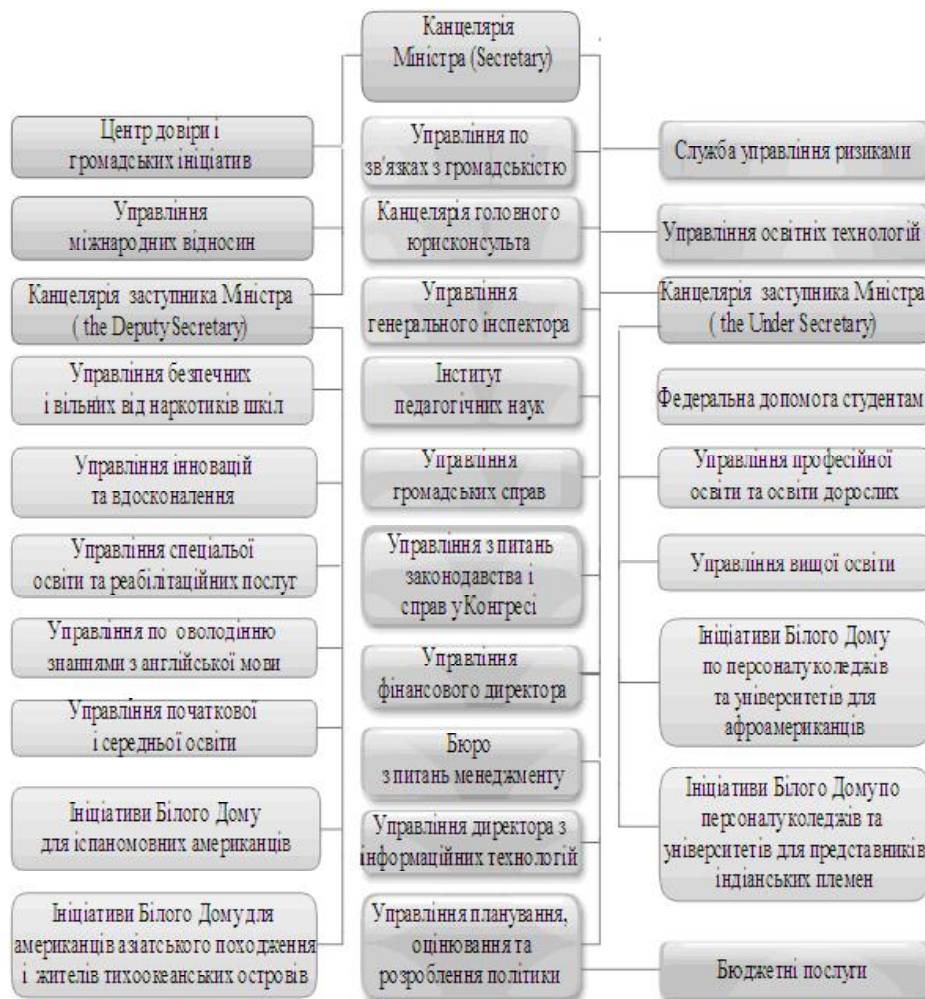 Канцелярія
Міністра (Secretary)
Центр довіри і
громадських ініціатив
Управління
міжнародних відносин
Канцелярія заступника Міністра
( the Deputy Secretary)
Управління безпечних
і вільних від наркотиків шкіл
Управління інновацій
та вдосконалення
Управління спеціальої
освіти та реабілітаційних послуг
Управління по оволодінню
знаннями з англійської мови
Управління початкової
і середньої освіти
Ініціативи Білого Дому
для іспаномовних американців
Ініціативи Білого Дому для
американців азіатського походження
і жителів тихоокеанських островів
Управління по
зв'язках з громадськістю
Канцелярія головного
юрисконсульта
Управління
генерального інспектора
Інститут
педагогічних наук
Управління
громадських справ
Управління з питань
законодавства і
справ у Конгресі
Управління
фінансового директора
Бюро
з питань менеджменту
Управління директора з
інформаційних технологій
Управління планування,
оцінювання та
розроблення політики
Служба управління ризиками
Управління освітніх технологій
Канцелярія заступника Міністра
( the Under Secretary)
Федеральна допомога студентам
Управління професійної
освіти та освіти дорослих
Управління вищої освіти
Ініціативи Білого Дому
по персоналу коледжів
та університетів для
афроамериканців
Ініціативи Білого Дому по
персоналу коледжів та
університетів для представників
індіанських племен
Бюджетні послуги